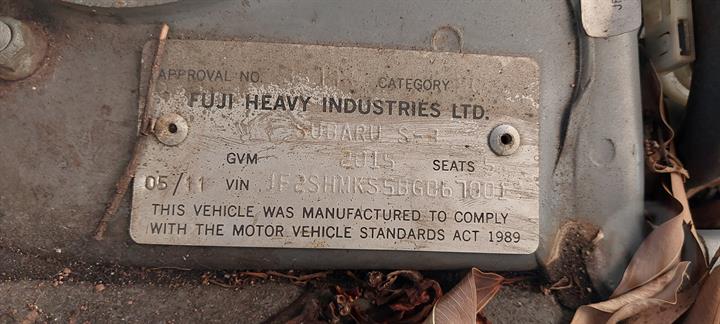 APPROVAL NO. CATEGORY
FUJI HEAVY INDUSTRIES LTD.
SUBARU S-3
GVM 2015 SEATS 5
05/11 VIN
THIS VEHICLE WAS MANUFACTURED TO COMPLY
WITH THE MOTOR VEHICLE STANDARDS ACT 1989